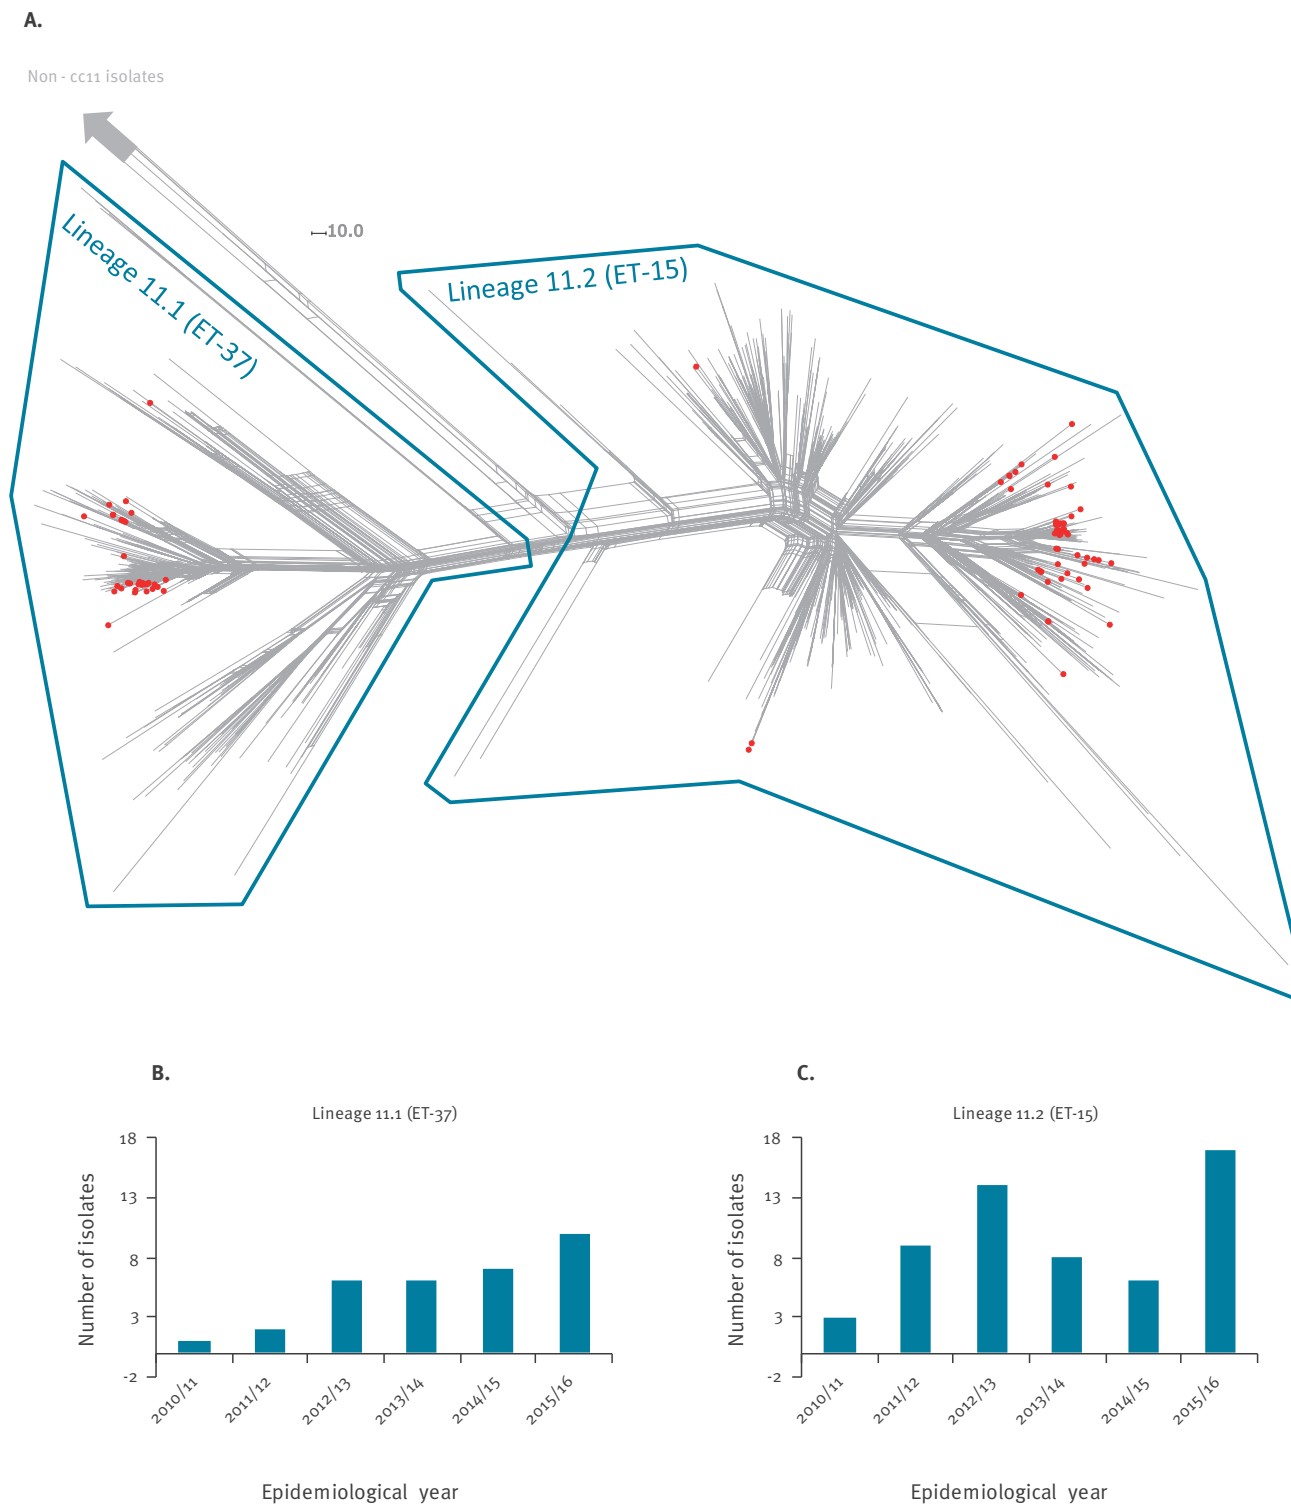 A.
Non - cc11 isolates
10.0
Lineage 11.1 (ET-37)
Lineage 11.2 (ET-15)
B.
Lineage 11.1 (ET-37)
Number of isolates
18
13
8
3
-2
2010/11
2011/12
2012/13
2013/14
2014/15
2015/16
Epidemiological year
C.
Lineage 11.2 (ET-15)
Number of isolates
18
13
8
3
-2
2010/11
2011/12
2012/13
2013/14
2014/15
2015/16
Epidemiological year